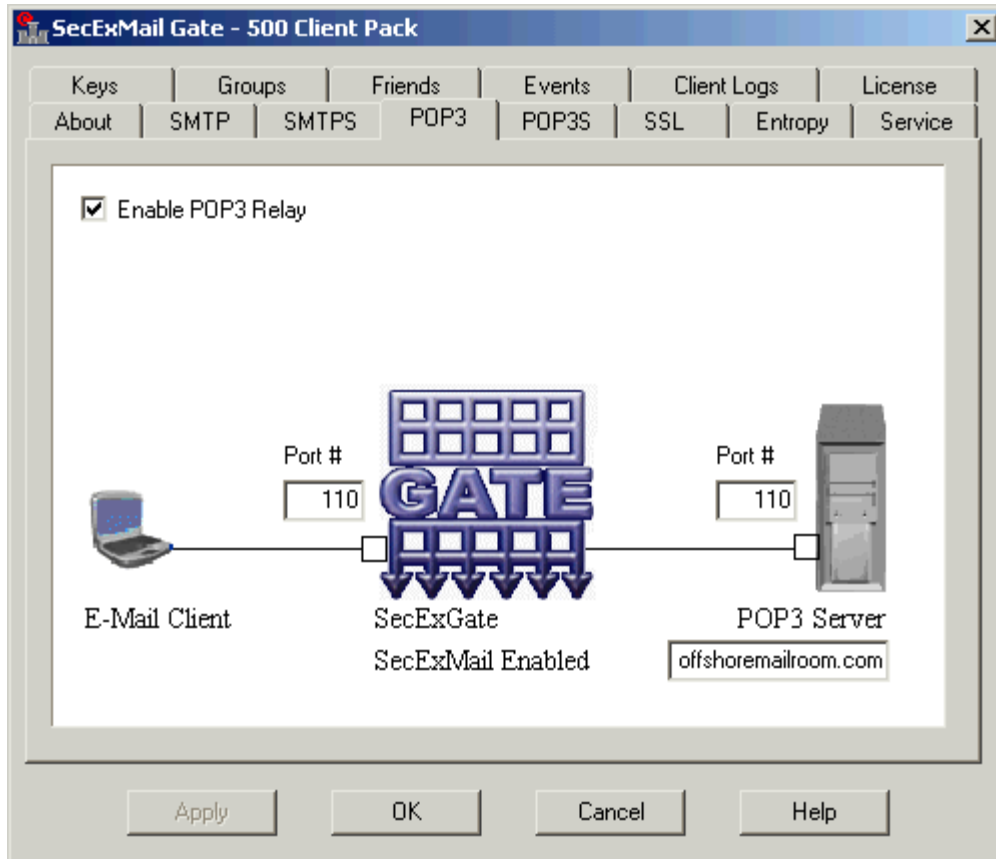 SecExMail Gate - 500 Client Pack
Keys Groups Friends Events Client Logs License
About SMTP SMTPS POP3 POP3S SSL Entropy Service
Enable POP3 Relay
Port # Port #
110 110
GATE
E-Mail Client SecExGate POP3 Server
SecExMail Enabled offshoremailroom.com
Apply OK Cancel Help